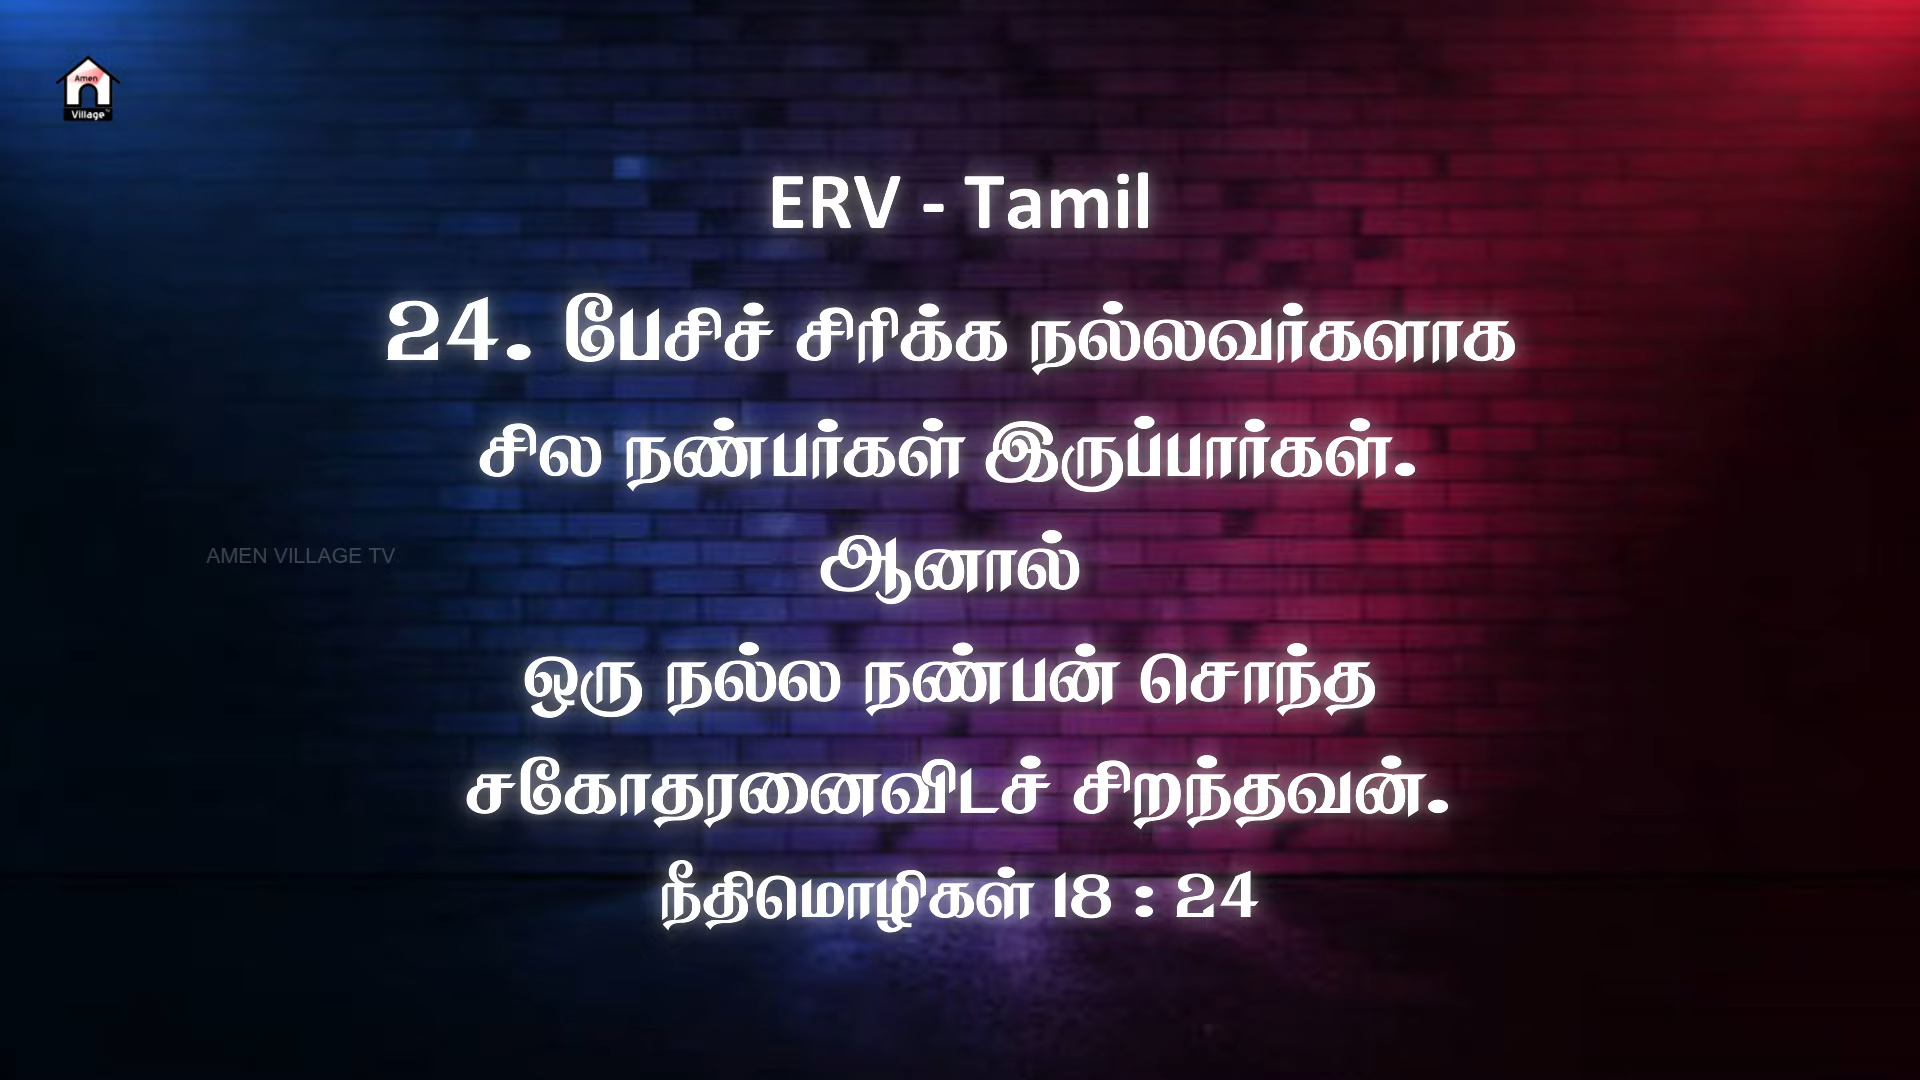 Amen
Village
ERV - Tamil
24. பேசிச் சிரிக்க நல்லவர்களாக
சில நண்பர்கள் இருப்பார்கள்.
AMEN VILLAGE TV
ஆனால்
ஒரு நல்ல நண்பன் சொந்த
சகோதரனைவிடச் சிறந்தவன்.
நீதிமொழிகள் 18 : 24